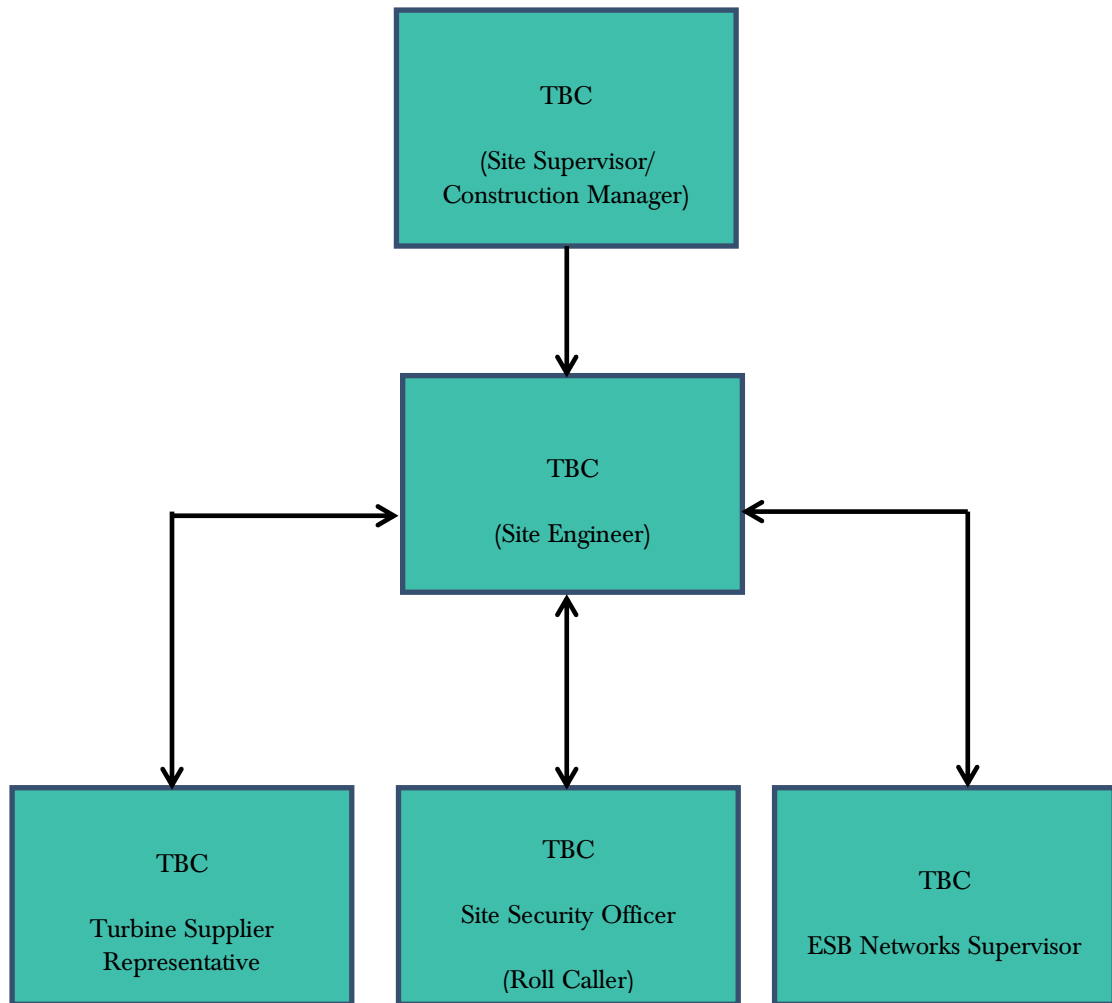 TBC
(Site Supervisor/
Construction Manager)
TBC
(Site Engineer)
TBC
Turbine Supplier
Representative
TBC
Site Security Officer
(Roll Caller)
TBC
ESB Networks Supervisor